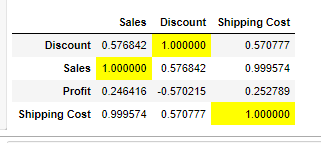 Sales Discount Shipping Cost
Discount 0.576842 1.000000 0.570777
Sales 1.000000 0.576842 0.999574
Profit 0.246416 -0.570215 0.252789
Shipping Cost 0.999574 0.570777 1.000000